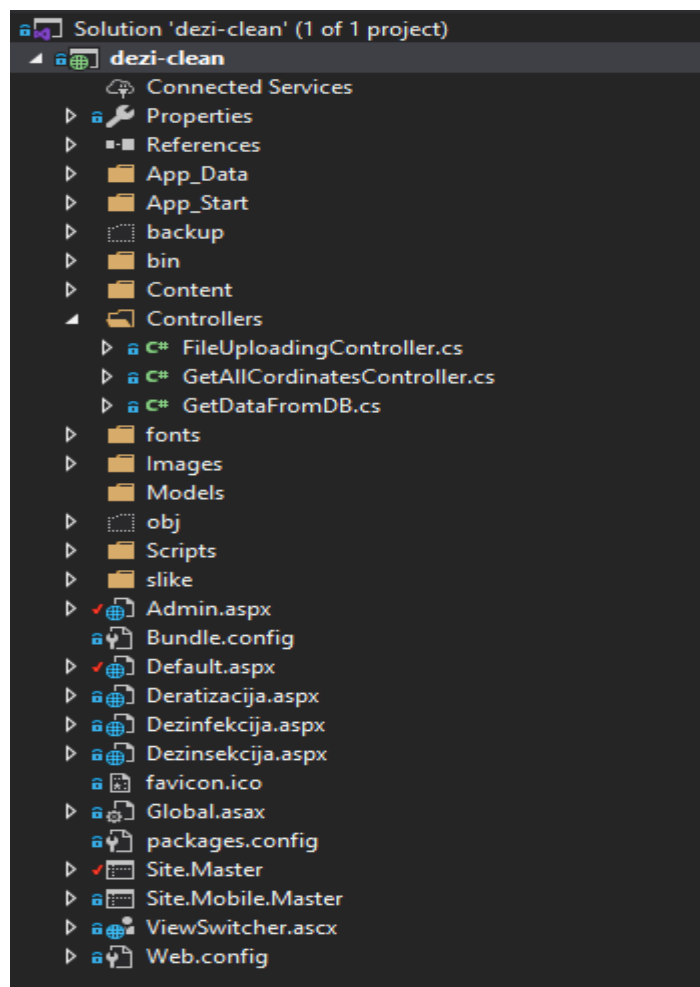 Solution 'dezi-clean' (1 of 1 project)
dezi-clean
Connected Services
Properties
References
App_Data
App_Start
backup
bin
Content
Controllers
C# FileUploadingController.cs
C# GetAllCordinatesController.cs
C# GetDataFromDB.cs
fonts
Images
Models
obj
Scripts
slike
Admin.aspx
Bundle.config
Default.aspx
Deratizacija.aspx
Dezinfekcija.aspx
Dezinsekcija.aspx
favicon.ico
Global.asax
packages.config
Site.Master
Site.Mobile.Master
ViewSwitcher.ascx
Web.config